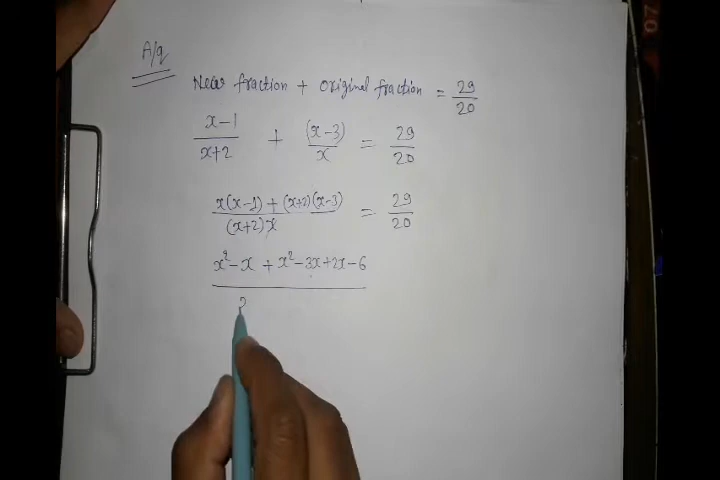 A/q
New fraction + Original fraction = 29/20
x-1/x+2 + (x-3)/x = 29/20
x(x-1)+(x+2)(x-3)/(x+2)x = 29/20
x²-x+x²-3x+2x-6
07